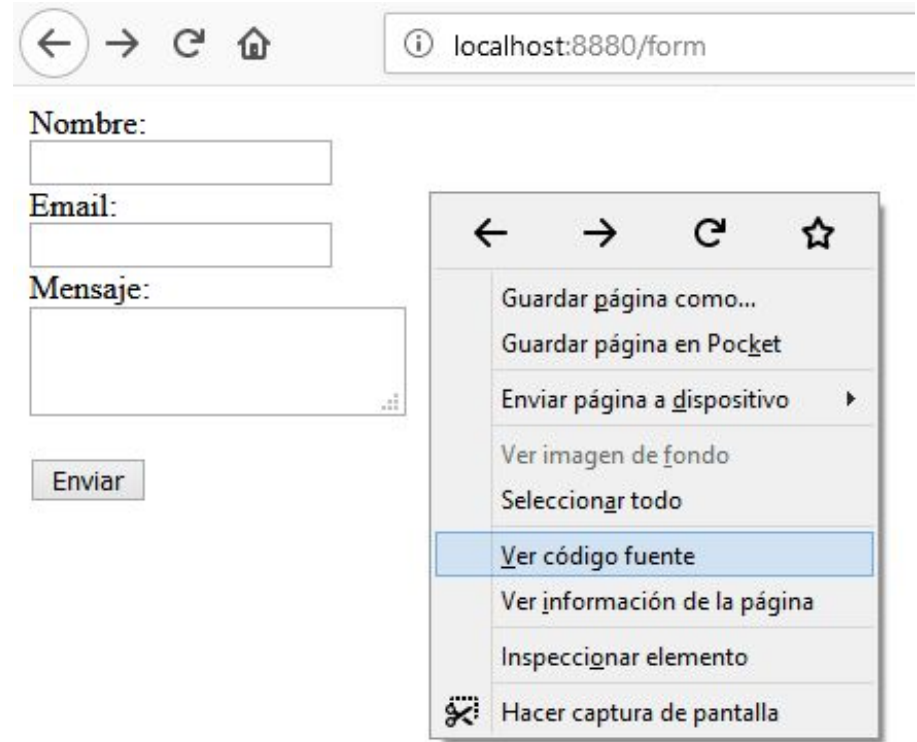 localhost:8880/form
Nombre:
Email:
Mensaje:
Enviar
Guardar página como...
Guardar página en Pocket
Enviar página a dispositivo
Ver imagen de fondo
Seleccionar todo
Ver código fuente
Ver información de la página
Inspeccionar elemento
Hacer captura de pantalla